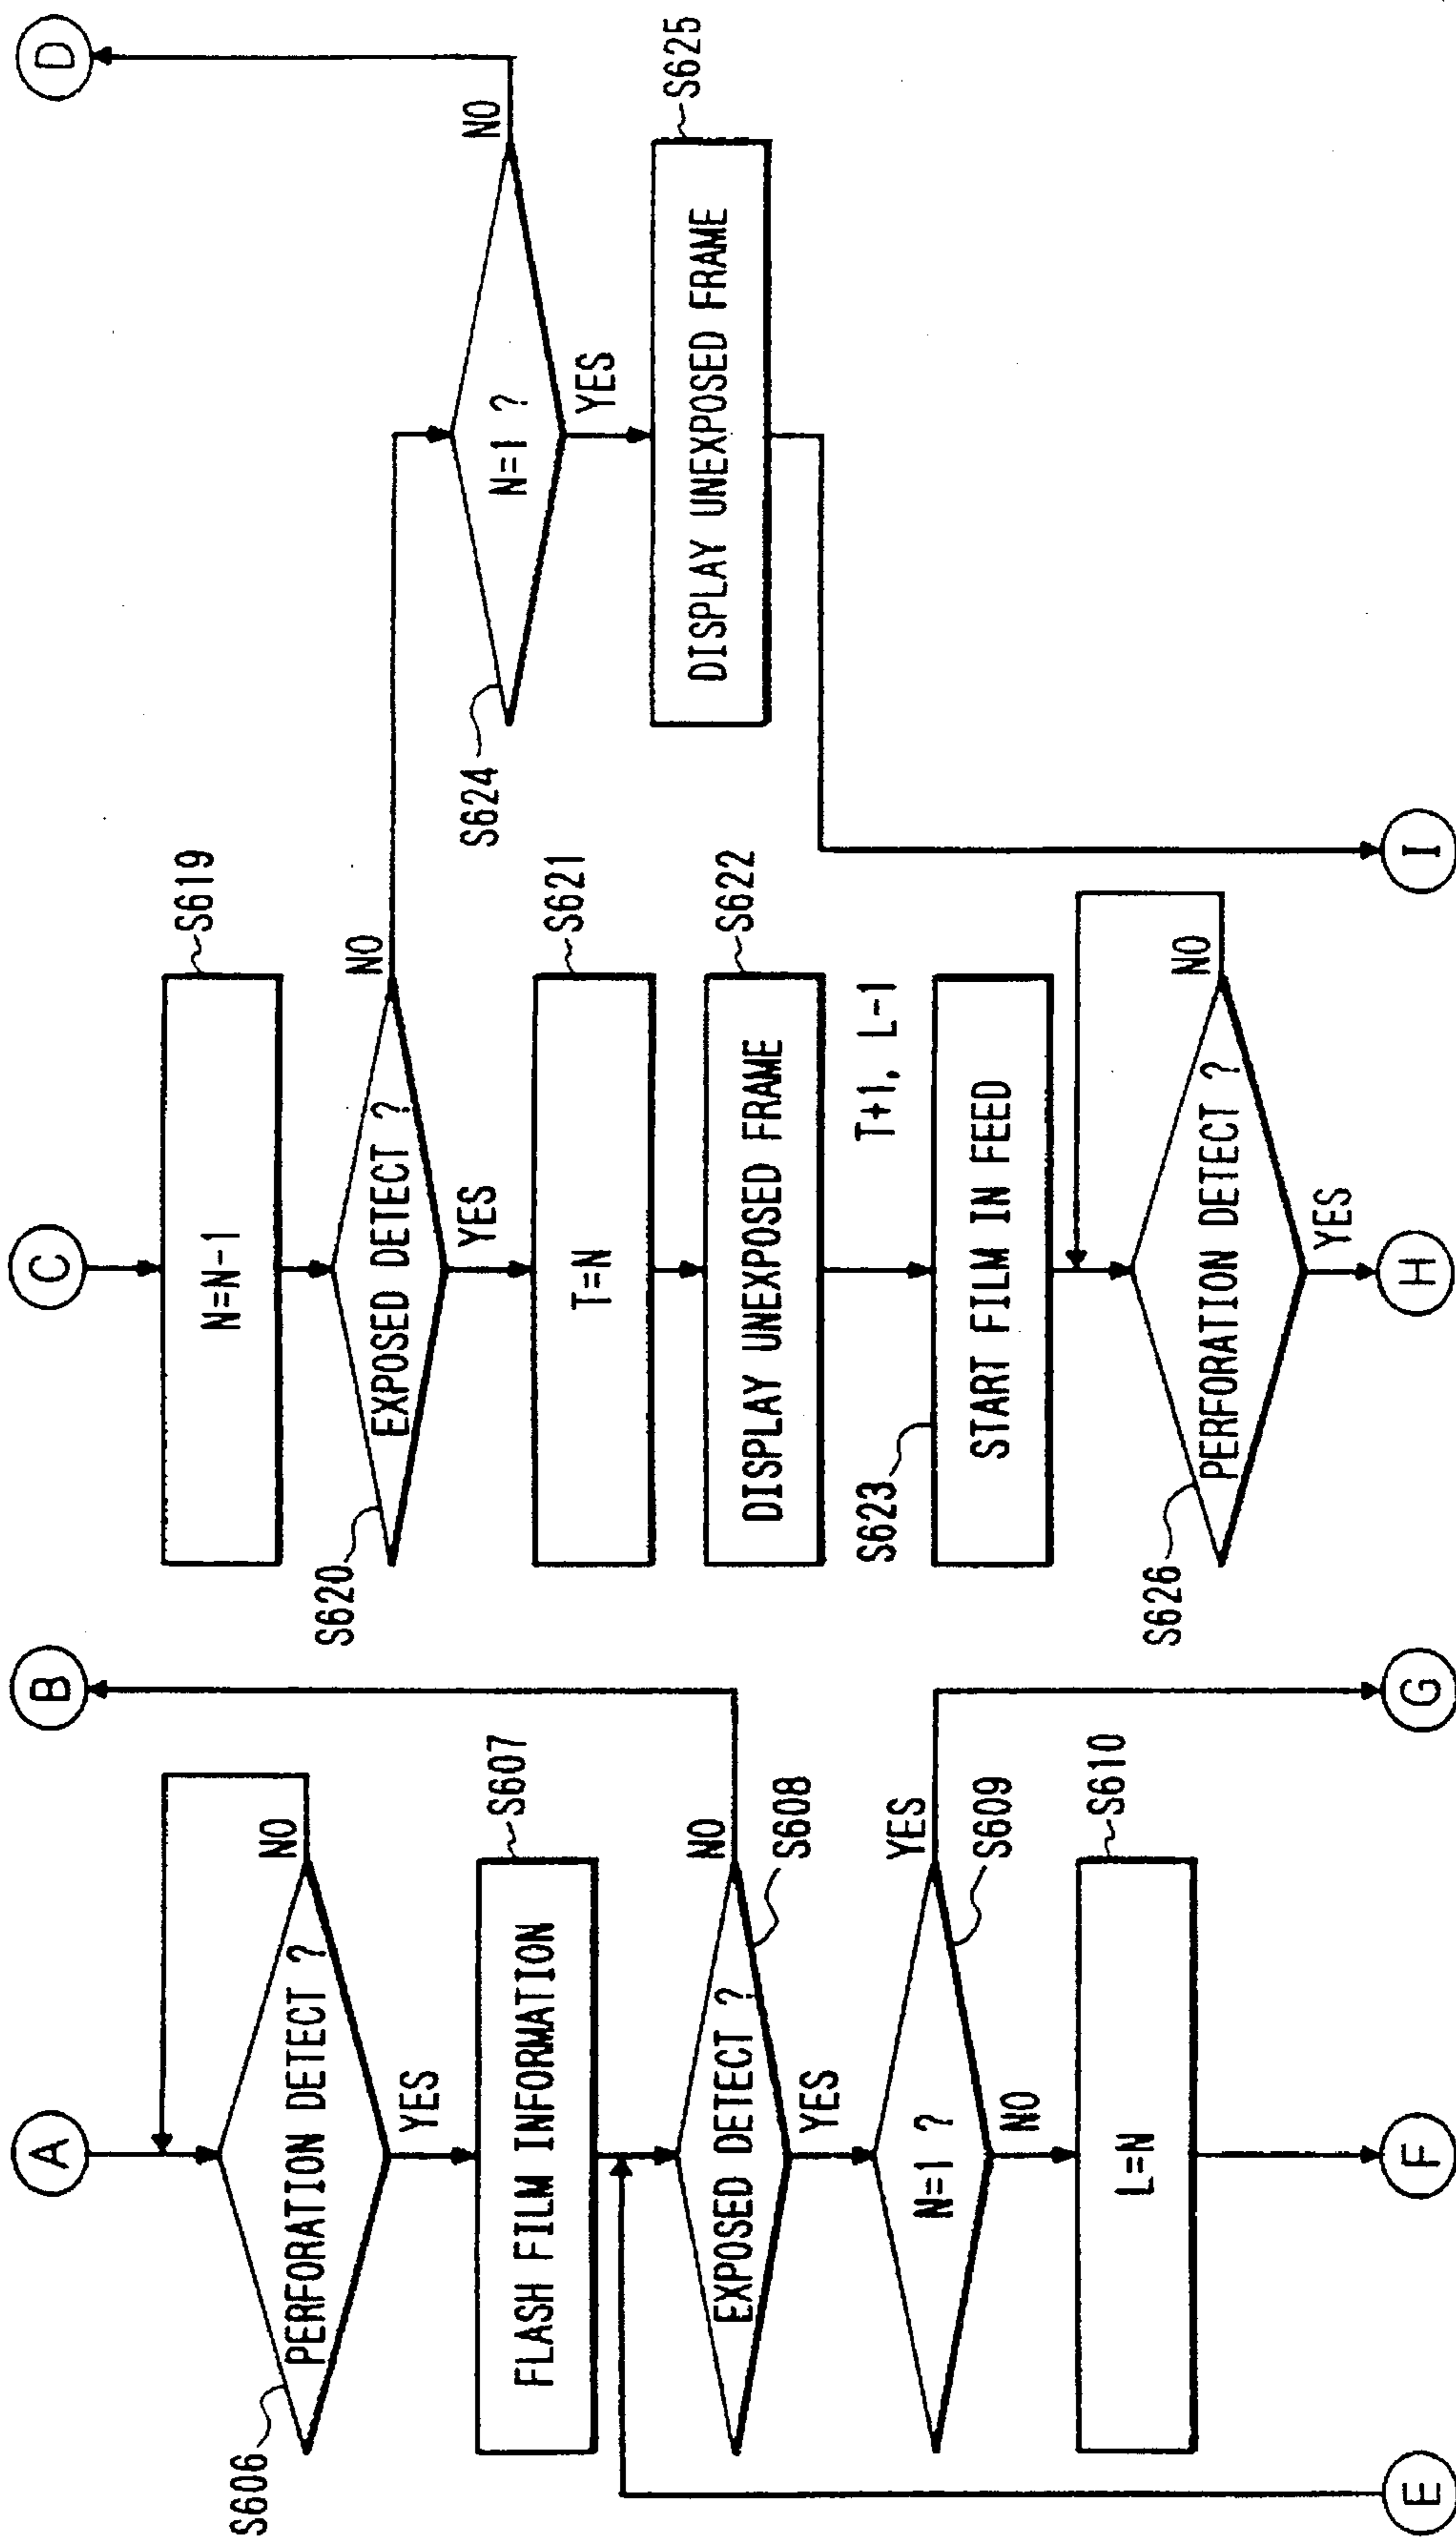 A
S606
PERFORATION DETECT ?
NO
YES
S607
FLASH FILM INFORMATION
B
NO
S608
EXPOSED DETECT ?
YES
YES
S609
N=1 ?
NO
S610
L=N
E
F
G
C
S619
N=N-1
S620
EXPOSED DETECT ?
NO
YES
S621
T=N
S622
DISPLAY UNEXPOSED FRAME
T+1, L-1
S623
START FILM IN FEED
S626
PERFORATION DETECT ?
NO
YES
H
D
S624
N=1 ?
NO
YES
S625
DISPLAY UNEXPOSED FRAME
I